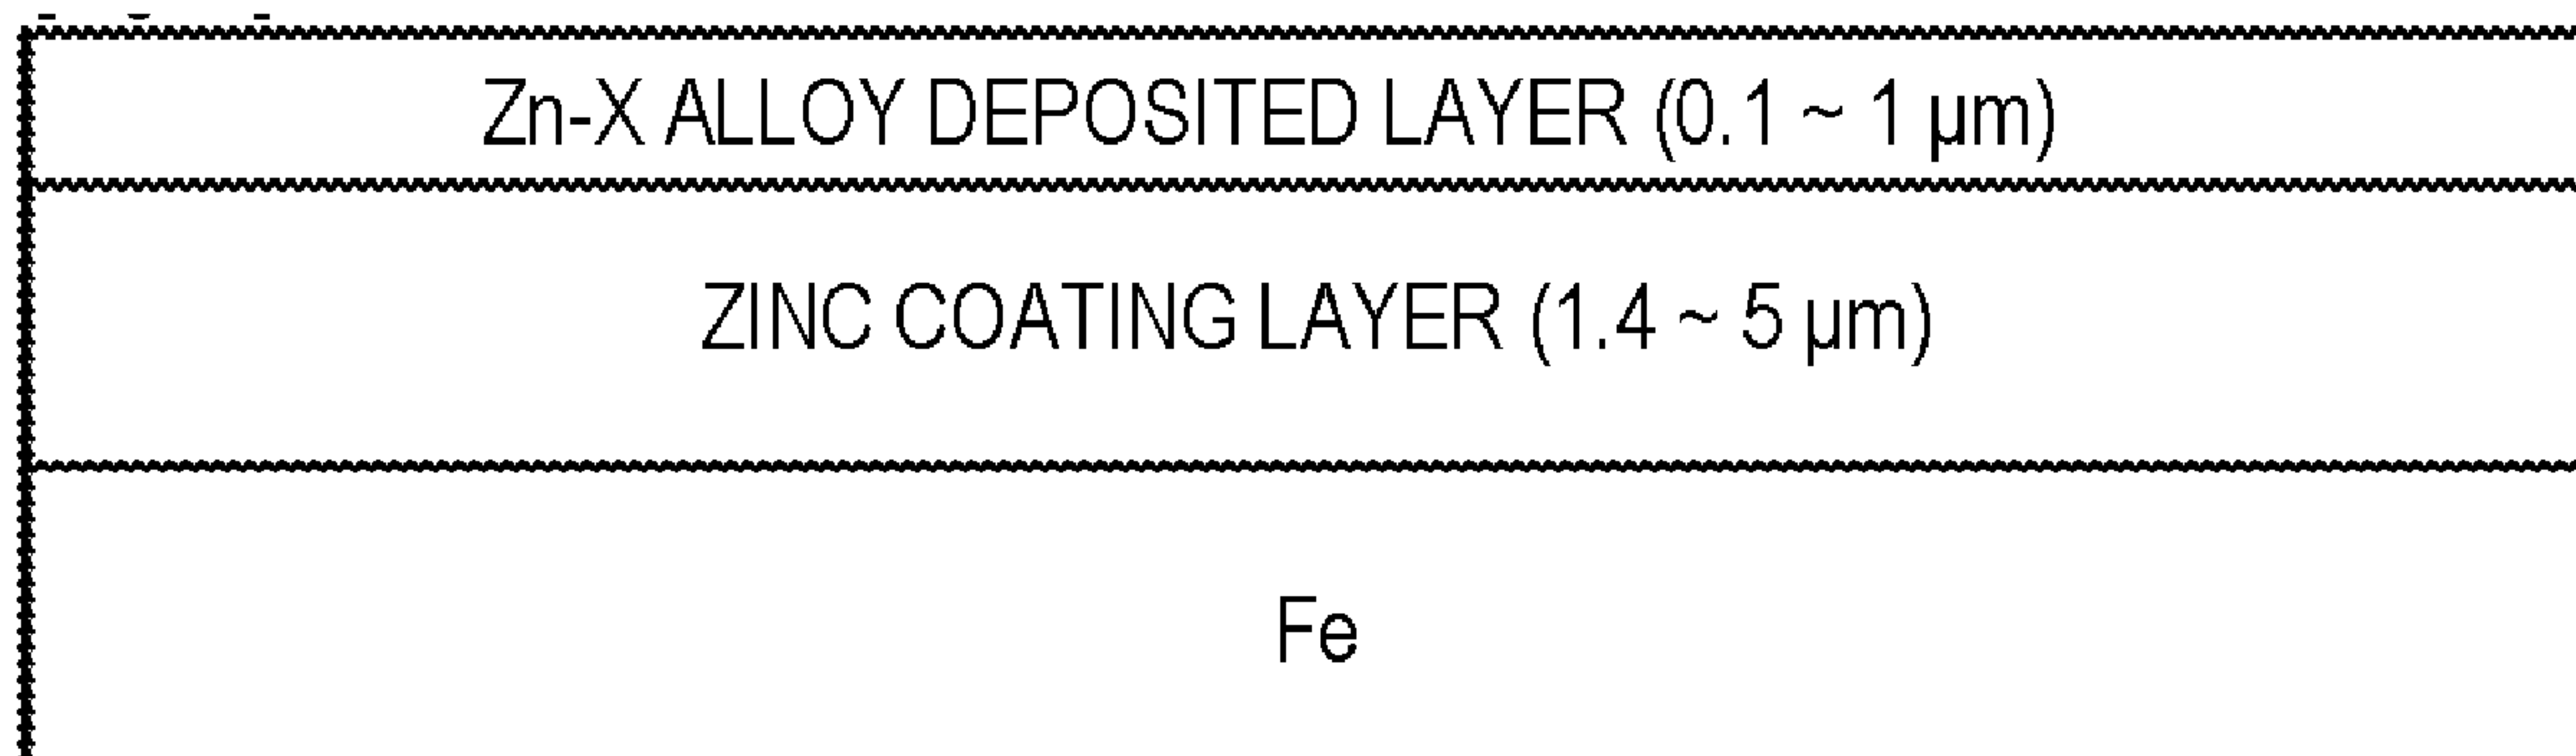 Zn-X ALLOY DEPOSITED LAYER (0.1 ~ 1 μm)
ZINC COATING LAYER (1.4 ~ 5 μm)
Fe